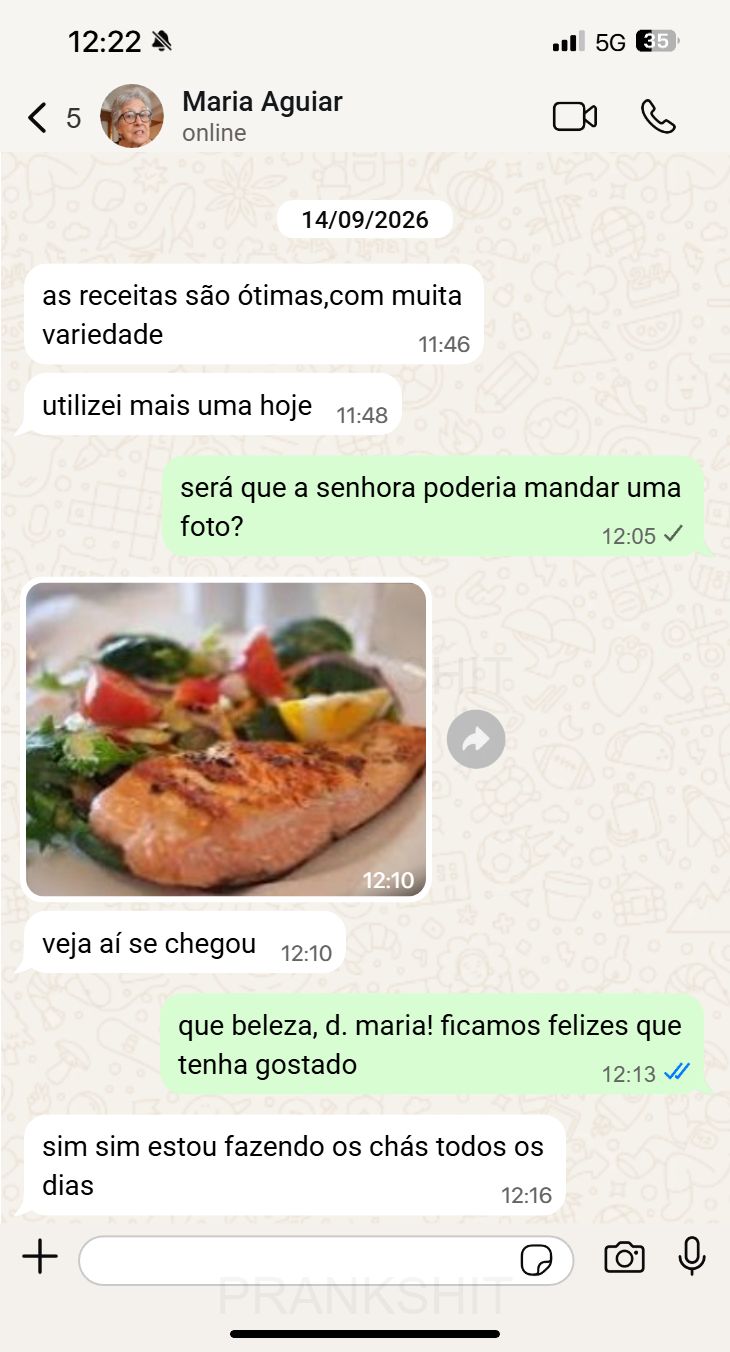 12:22
5G
35
5
Maria Aguiar
online
14/09/2026
as receitas são ótimas,com muita
variedade
11:46
utilizei mais uma hoje
11:48
será que a senhora poderia mandar uma
foto?
12:05
12:10
veja aí se chegou
12:10
que beleza, d. maria! ficamos felizes que
tenha gostado
12:13
sim sim estou fazendo os chás todos os
dias
12:16
PRANKSHIT